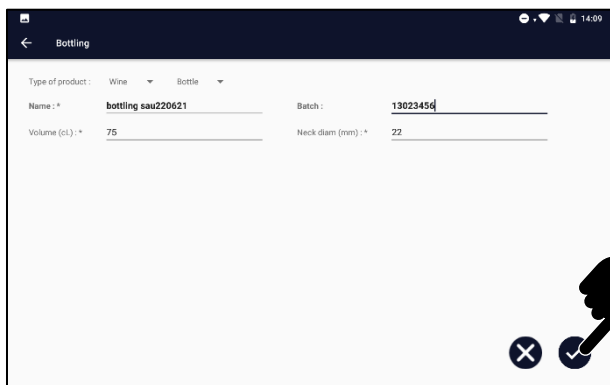 14:09
Bottling
Type of product : Wine Bottle
Name : * bottling sau220621 Batch : 13023456
Volume (cl.) : * 75 Neck diam (mm) : * 22